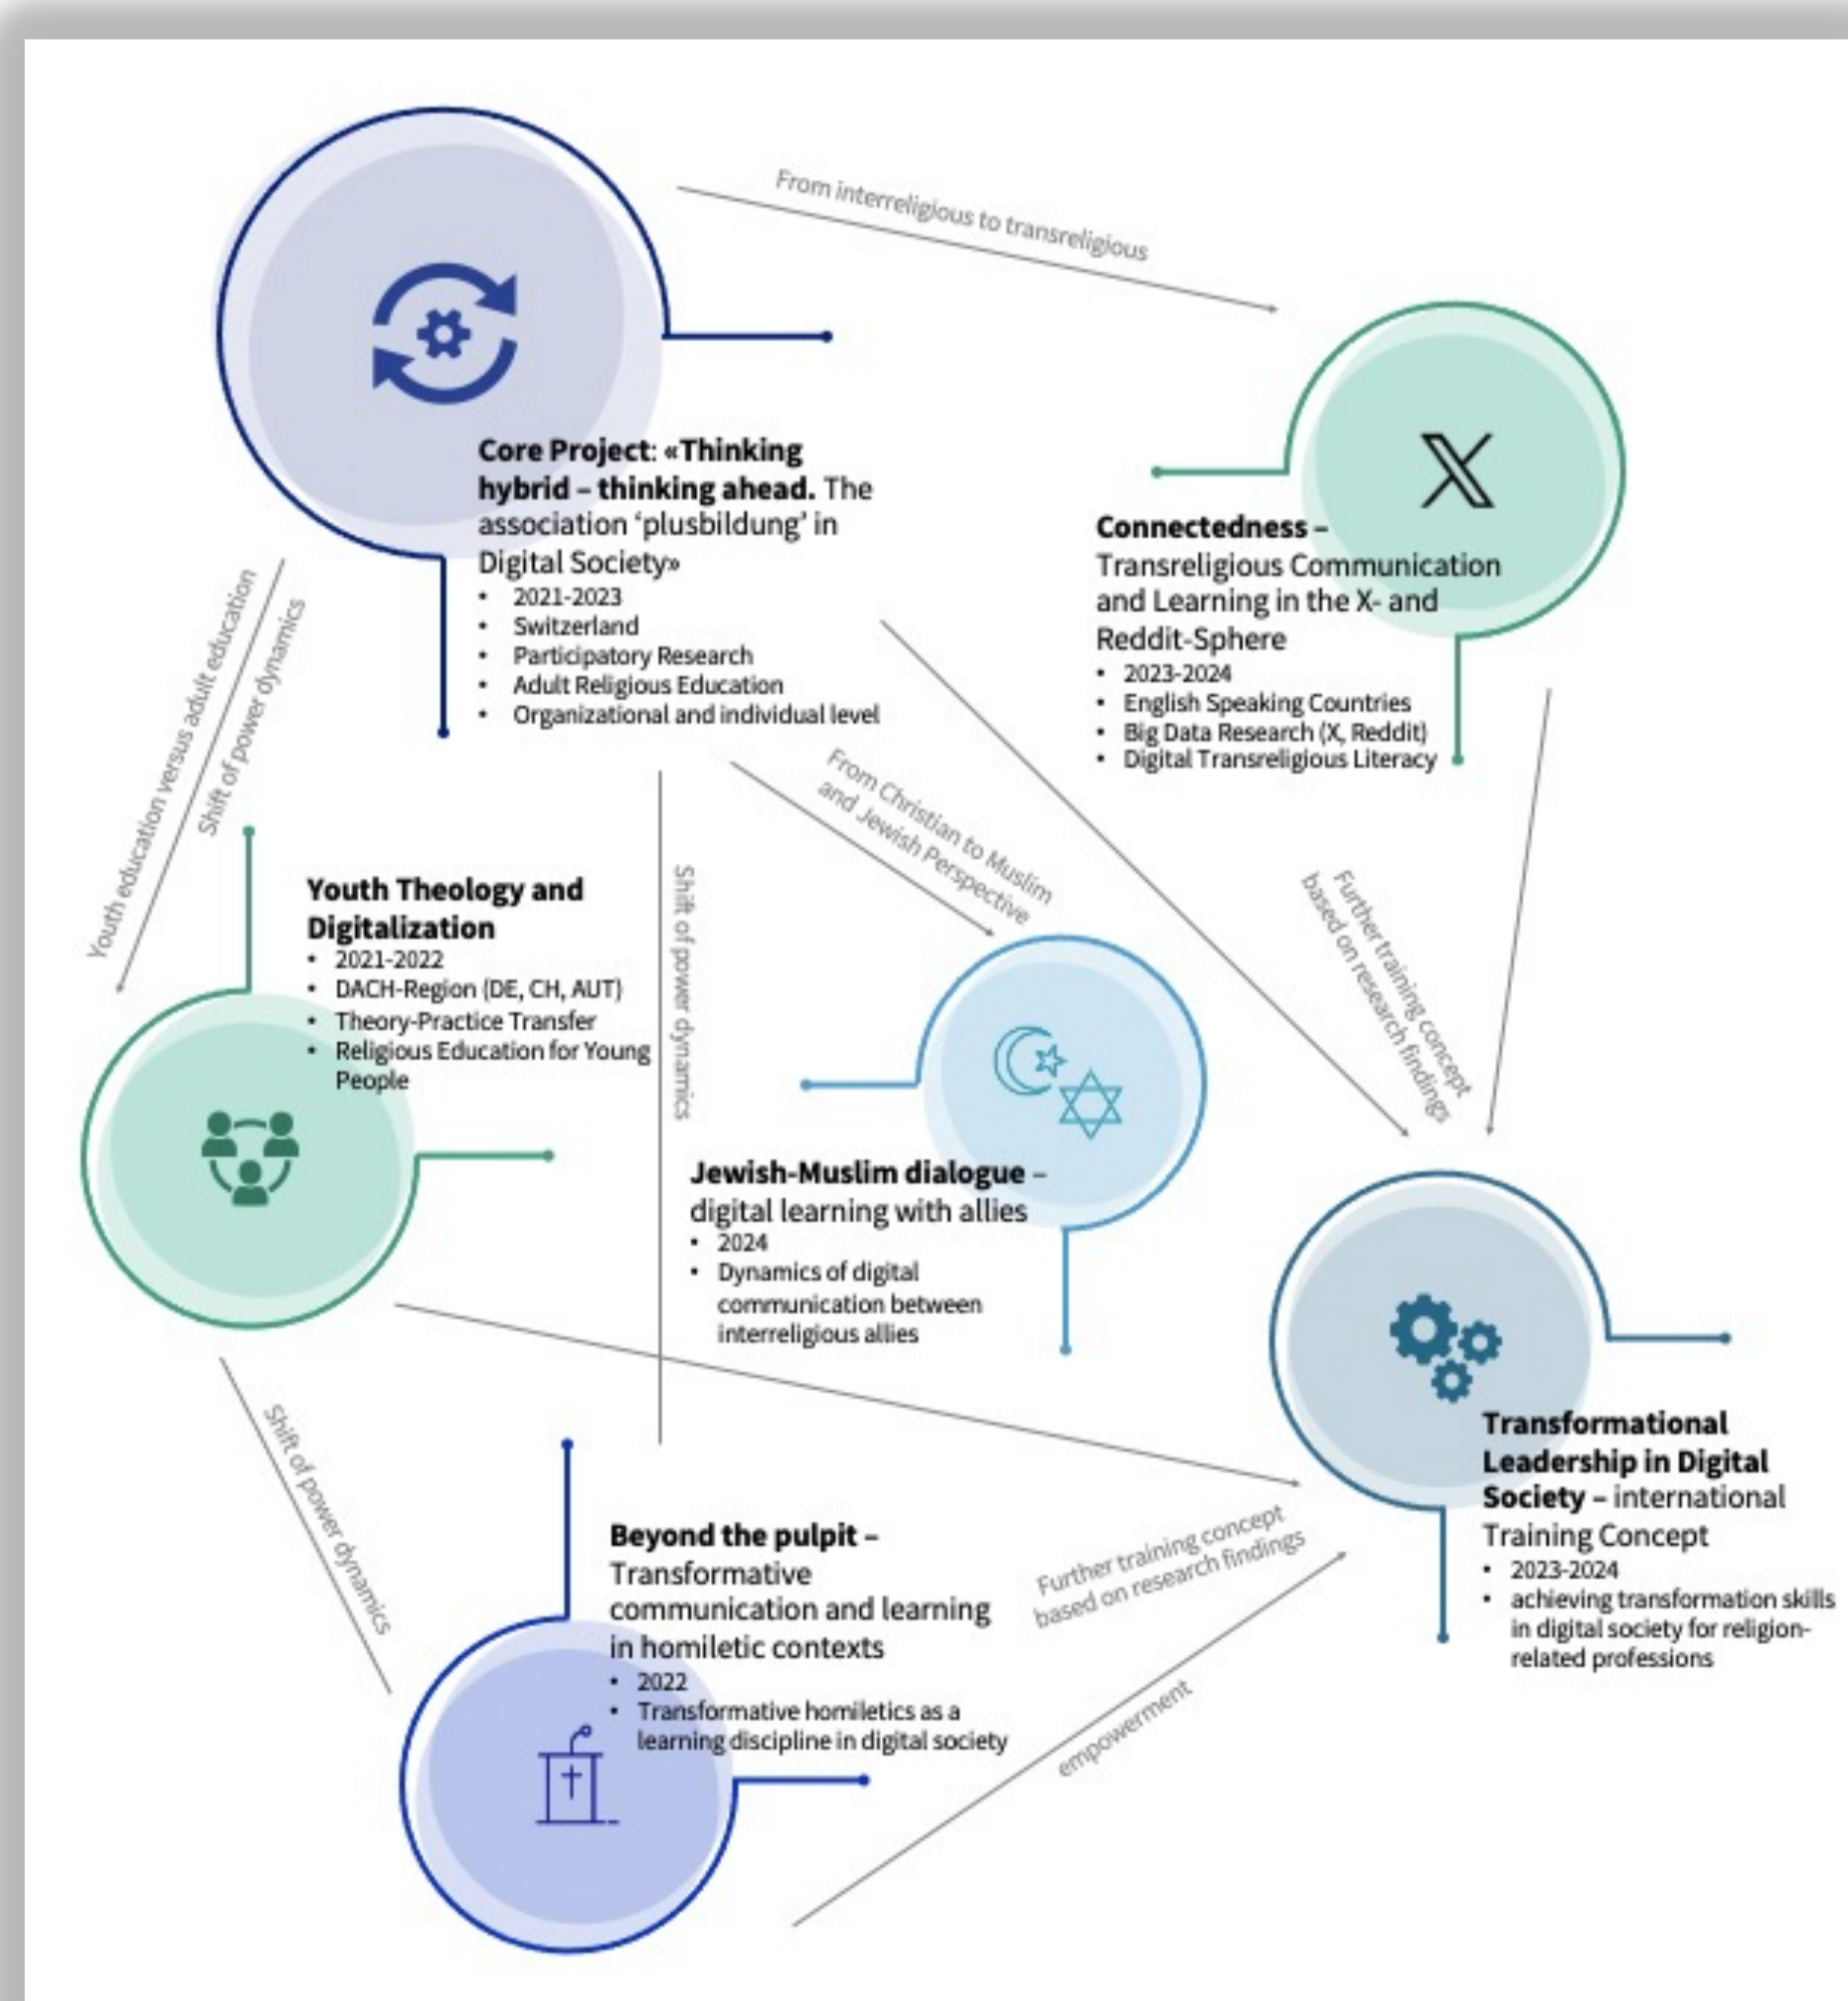 From interreligious to transreligious
Core Project: «Thinking
hybrid – thinking ahead. The
association ‘plusbildung’ in
Digital Society»
• 2021-2023
• Switzerland
• Participatory Research
• Adult Religious Education
• Organizational and individual level
Connectedness –
Transreligious Communication
and Learning in the X- and
Reddit-Sphere
• 2023-2024
• English Speaking Countries
• Big Data Research (X, Reddit)
• Digital Transreligious Literacy
Youth education versus adult education
Shift of power dynamics
From Christian to Muslim
and Jewish Perspective
Shift of power dynamics
Further training concept
based on research findings
Youth Theology and
Digitalization
• 2021-2022
• DACH-Region (DE, CH, AUT)
• Theory-Practice Transfer
• Religious Education for Young
People
Jewish-Muslim dialogue –
digital learning with allies
• 2024
• Dynamics of digital
communication between
interreligious allies
Transformational
Leadership in Digital
Society – international
Training Concept
• 2023-2024
• achieving transformation skills
in digital society for religion-
related professions
Shift of power dynamics
Beyond the pulpit –
Transformative
communication and learning
in homiletic contexts
• 2022
• Transformative homiletics as a
learning discipline in digital society
Further training concept
based on research findings
empowerment